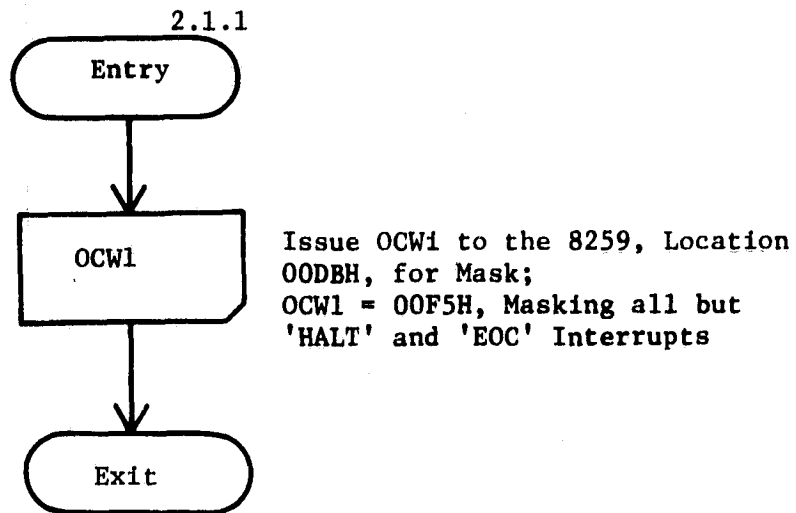 2.1.1
Entry
OCW1
Issue OCW1 to the 8259, Location
00DBH, for Mask;
OCW1 = 00F5H, Masking all but
'HALT' and 'EOC' Interrupts
Exit